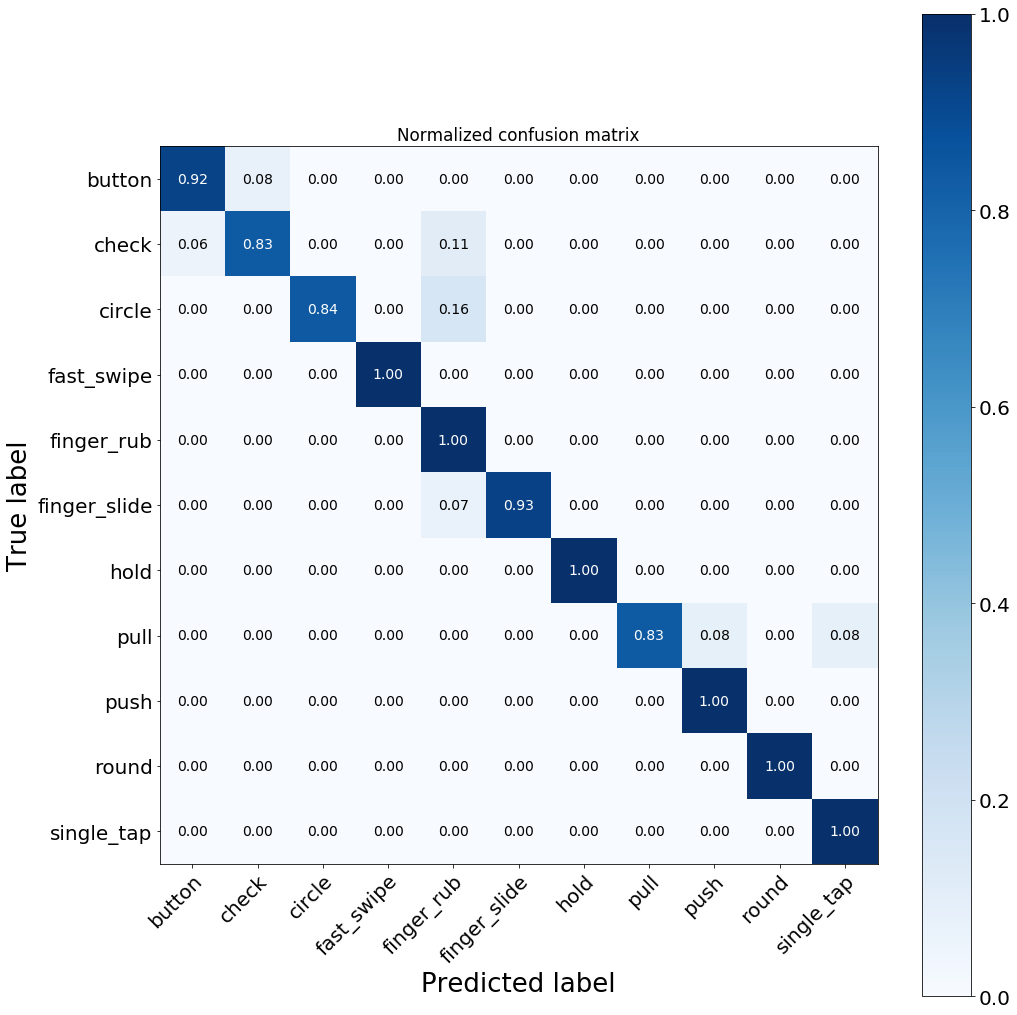 Normalized confusion matrix
True label
button 0.92 0.08 0.00 0.00 0.00 0.00 0.00 0.00 0.00 0.00 0.00
check 0.06 0.83 0.00 0.00 0.11 0.00 0.00 0.00 0.00 0.00 0.00
circle 0.00 0.00 0.84 0.00 0.16 0.00 0.00 0.00 0.00 0.00 0.00
fast_swipe 0.00 0.00 0.00 1.00 0.00 0.00 0.00 0.00 0.00 0.00 0.00
finger_rub 0.00 0.00 0.00 0.00 1.00 0.00 0.00 0.00 0.00 0.00 0.00
finger_slide 0.00 0.00 0.00 0.00 0.07 0.93 0.00 0.00 0.00 0.00 0.00
hold 0.00 0.00 0.00 0.00 0.00 0.00 1.00 0.00 0.00 0.00 0.00
pull 0.00 0.00 0.00 0.00 0.00 0.00 0.00 0.83 0.08 0.00 0.08
push 0.00 0.00 0.00 0.00 0.00 0.00 0.00 0.00 1.00 0.00 0.00
round 0.00 0.00 0.00 0.00 0.00 0.00 0.00 0.00 0.00 1.00 0.00
single_tap 0.00 0.00 0.00 0.00 0.00 0.00 0.00 0.00 0.00 0.00 1.00
button check circle fast_swipe finger_rub finger_slide hold pull push round single_tap
Predicted label
1.0
0.8
0.6
0.4
0.2
0.0